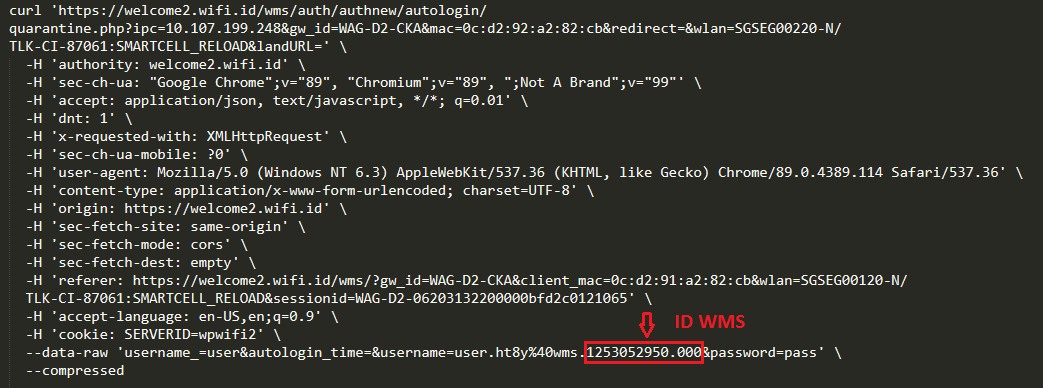 curl 'https://welcome2.wifi.id/wms/auth/authnew/autologin/
quarantine.php?ipc=10.107.199.248&gw_id=WAG-D2-CKA&mac=0c:d2:92:a2:82:cb&redirect=&wlan=SGSEG00220-N/
TLK-CI-87061:SMARTCELL_RELOAD&landURL=' \
-H 'authority: welcome2.wifi.id' \
-H 'sec-ch-ua: "Google Chrome";v="89", "Chromium";v="89", ";Not A Brand";v="99"' \
-H 'accept: application/json, text/javascript, */*; q=0.01' \
-H 'dnt: 1' \
-H 'x-requested-with: XMLHttpRequest' \
-H 'sec-ch-ua-mobile: ?0' \
-H 'user-agent: Mozilla/5.0 (Windows NT 6.3) AppleWebKit/537.36 (KHTML, like Gecko) Chrome/89.0.4389.114 Safari/537.36' \
-H 'content-type: application/x-www-form-urlencoded; charset=UTF-8' \
-H 'origin: https://welcome2.wifi.id' \
-H 'sec-fetch-site: same-origin' \
-H 'sec-fetch-mode: cors' \
-H 'sec-fetch-dest: empty' \
-H 'referer: https://welcome2.wifi.id/wms/?gw_id=WAG-D2-CKA&client_mac=0c:d2:91:a2:82:cb&wlan=SGSEG00120-N/
TLK-CI-87061:SMARTCELL_RELOAD&sessionid=WAG-D2-06203132200000bfd2c0121065' \
-H 'accept-language: en-US,en;q=0.9' \
-H 'cookie: SERVERID=wpwifi2' \
ID WMS
--data-raw 'username_=user&autologin_time=&username=user.ht8y%40wms.1253052950.000&password=pass' \
--compressed